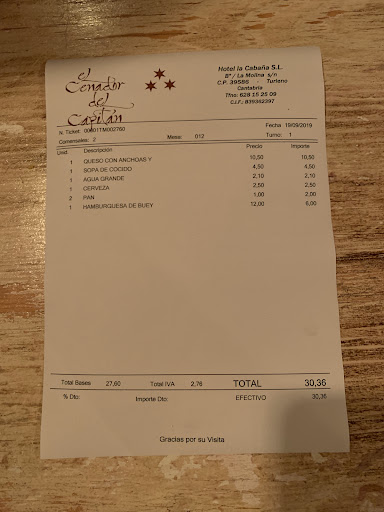 el
Cenador
del
Capitán
Hotel la Cabaña S.L.
Bº / La Molina s/n
C.P. 39586 - Turieno
Cantabria
Tfno: 628 15 25 09
C.I.F.: B39362397
N. Ticket: 00001TM002760 Fecha 19/09/2019
Comensales: 2 Mesa: 012 Turno: 1
Unid. Descripción Precio Importe
1 QUESO CON ANCHOAS Y 10,50 10,50
1 SOPA DE COCIDO 4,50 4,50
1 AGUA GRANDE 2,10 2,10
1 CERVEZA 2,50 2,50
2 PAN 1,00 2,00
1 HAMBURGUESA DE BUEY 12,00 6,00
Total Bases 27,60 Total IVA 2,76 TOTAL 30,36
% Dto: Importe Dto: EFECTIVO 30,36
Gracias por su Visita